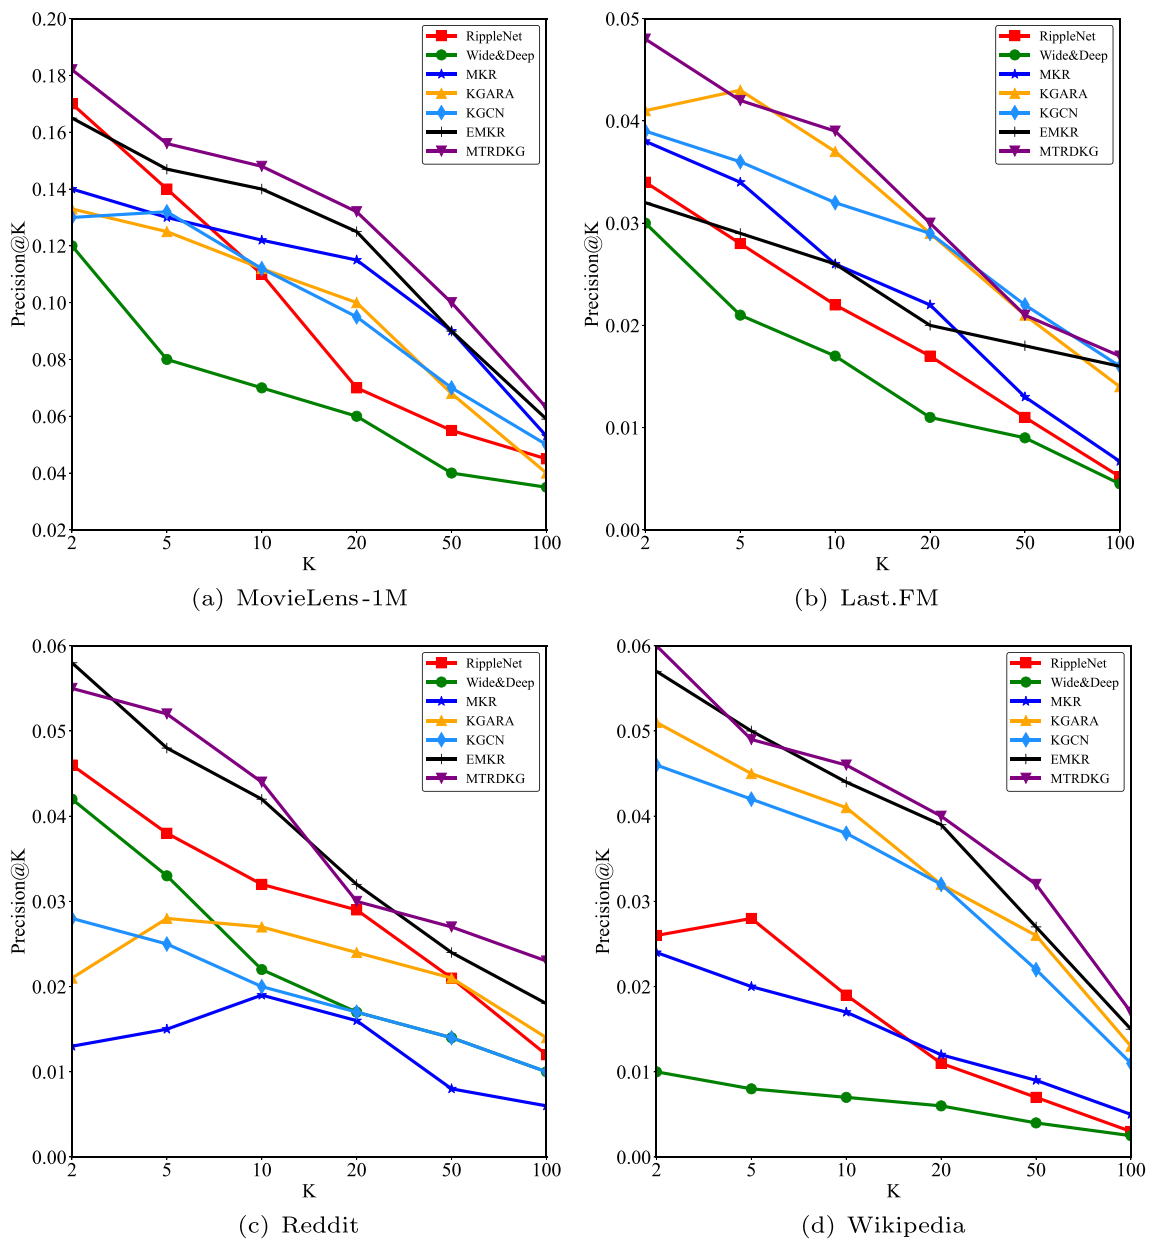 0.20
0.18
0.16
0.14
0.12
0.10
0.08
0.06
0.04
0.02
Precision@K
RippleNet
Wide&Deep
MKR
KGARA
KGCN
EMKR
MTRDKG
2 5 10 20 50 100
K
(a) MovieLens-1M
0.05
0.04
0.03
0.02
0.01
0.00
Precision@K
RippleNet
Wide&Deep
MKR
KGARA
KGCN
EMKR
MTRDKG
2 5 10 20 50 100
K
(b) Last.FM
0.06
0.05
0.04
0.03
0.02
0.01
0.00
Precision@K
RippleNet
Wide&Deep
MKR
KGARA
KGCN
EMKR
MTRDKG
2 5 10 20 50 100
K
(c) Reddit
0.06
0.05
0.04
0.03
0.02
0.01
0.00
Precision@K
RippleNet
Wide&Deep
MKR
KGARA
KGCN
EMKR
MTRDKG
2 5 10 20 50 100
K
(d) Wikipedia